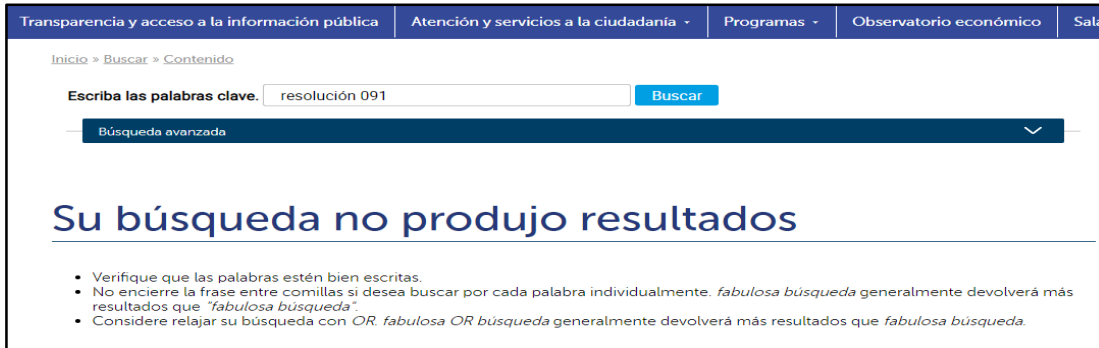 Transparencia y acceso a la información pública Atención y servicios a la ciudadanía Programas Observatorio económico
Inicio » Buscar » Contenido
Escriba las palabras clave. resolución 091 Buscar
Búsqueda avanzada
Su búsqueda no produjo resultados
• Verifique que las palabras estén bien escritas.
• No encierre la frase entre comillas si desea buscar por cada palabra individualmente. fabulosa búsqueda generalmente devolverá más
resultados que "fabulosa búsqueda".
• Considere relajar su búsqueda con OR. fabulosa OR búsqueda generalmente devolverá más resultados que fabulosa búsqueda.